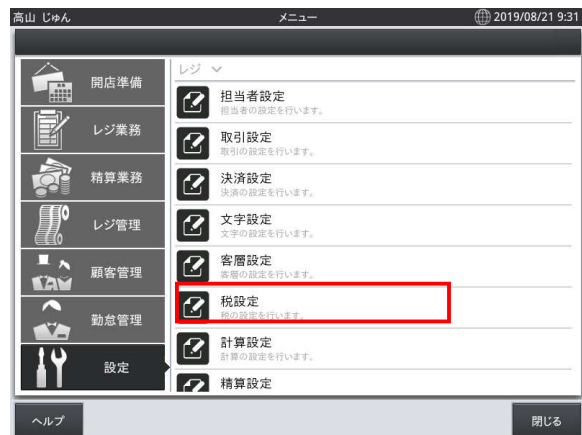 高山 じゅん
メニュー
2019/08/21 9:31
開店準備
レジ業務
精算業務
レジ管理
顧客管理
勤怠管理
設定
レジ
担当者設定
担当者の設定を行います。
取引設定
取引の設定を行います。
決済設定
決済の設定を行います。
文字設定
文字の設定を行います。
客層設定
客層の設定を行います。
税設定
税の設定を行います。
計算設定
計算の設定を行います。
精算設定
ヘルプ
閉じる